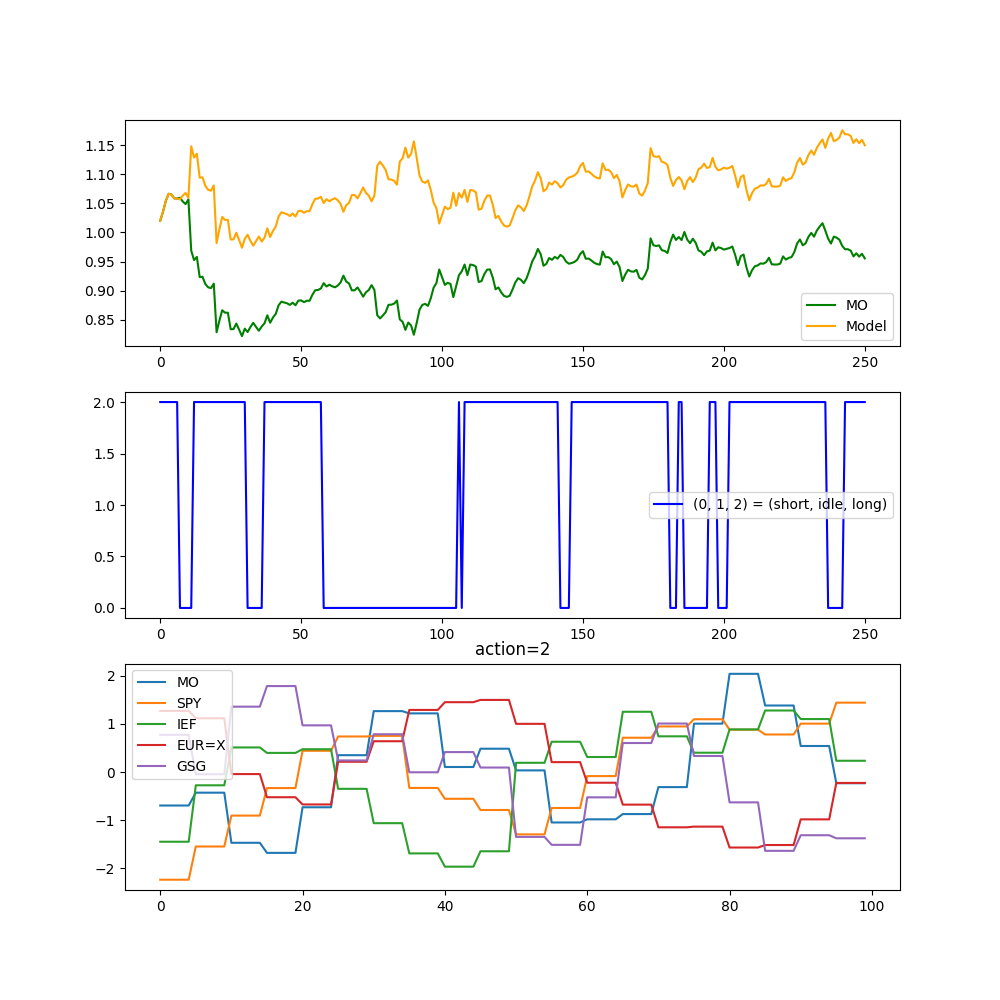 1.15
1.10
1.05
1.00
0.95
0.90
0.85
MO
Model
0 50 100 150 200 250
2.0
1.5
1.0
0.5
0.0
(0, 1, 2) = (short, idle, long)
0 50 100 150 200 250
action=2
2
1
0
−1
−2
MO
SPY
IEF
EUR=X
GSG
0 20 40 60 80 100